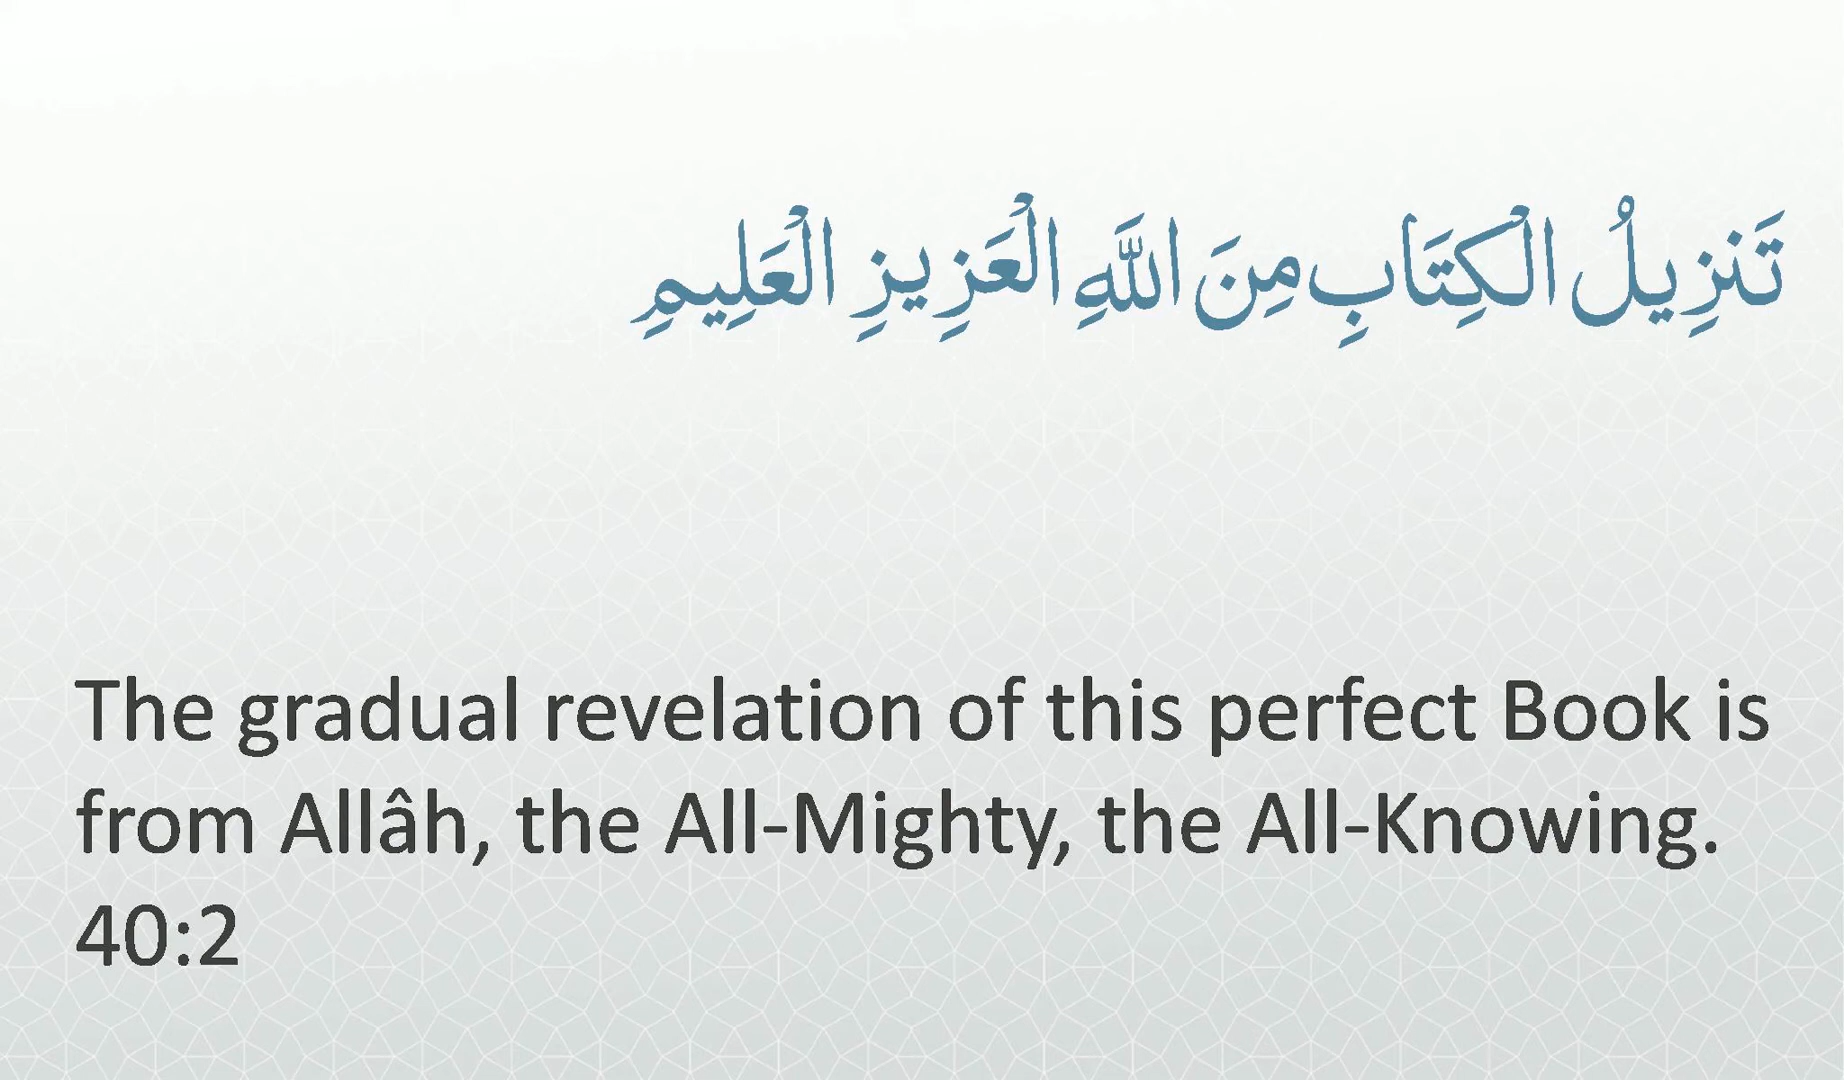 تَنزِيلُ الْكِتَابِ مِنَ اللَّهِ الْعَزِيزِ الْعَلِيمِ
The gradual revelation of this perfect Book is
from Allâh, the All-Mighty, the All-Knowing.
40:2